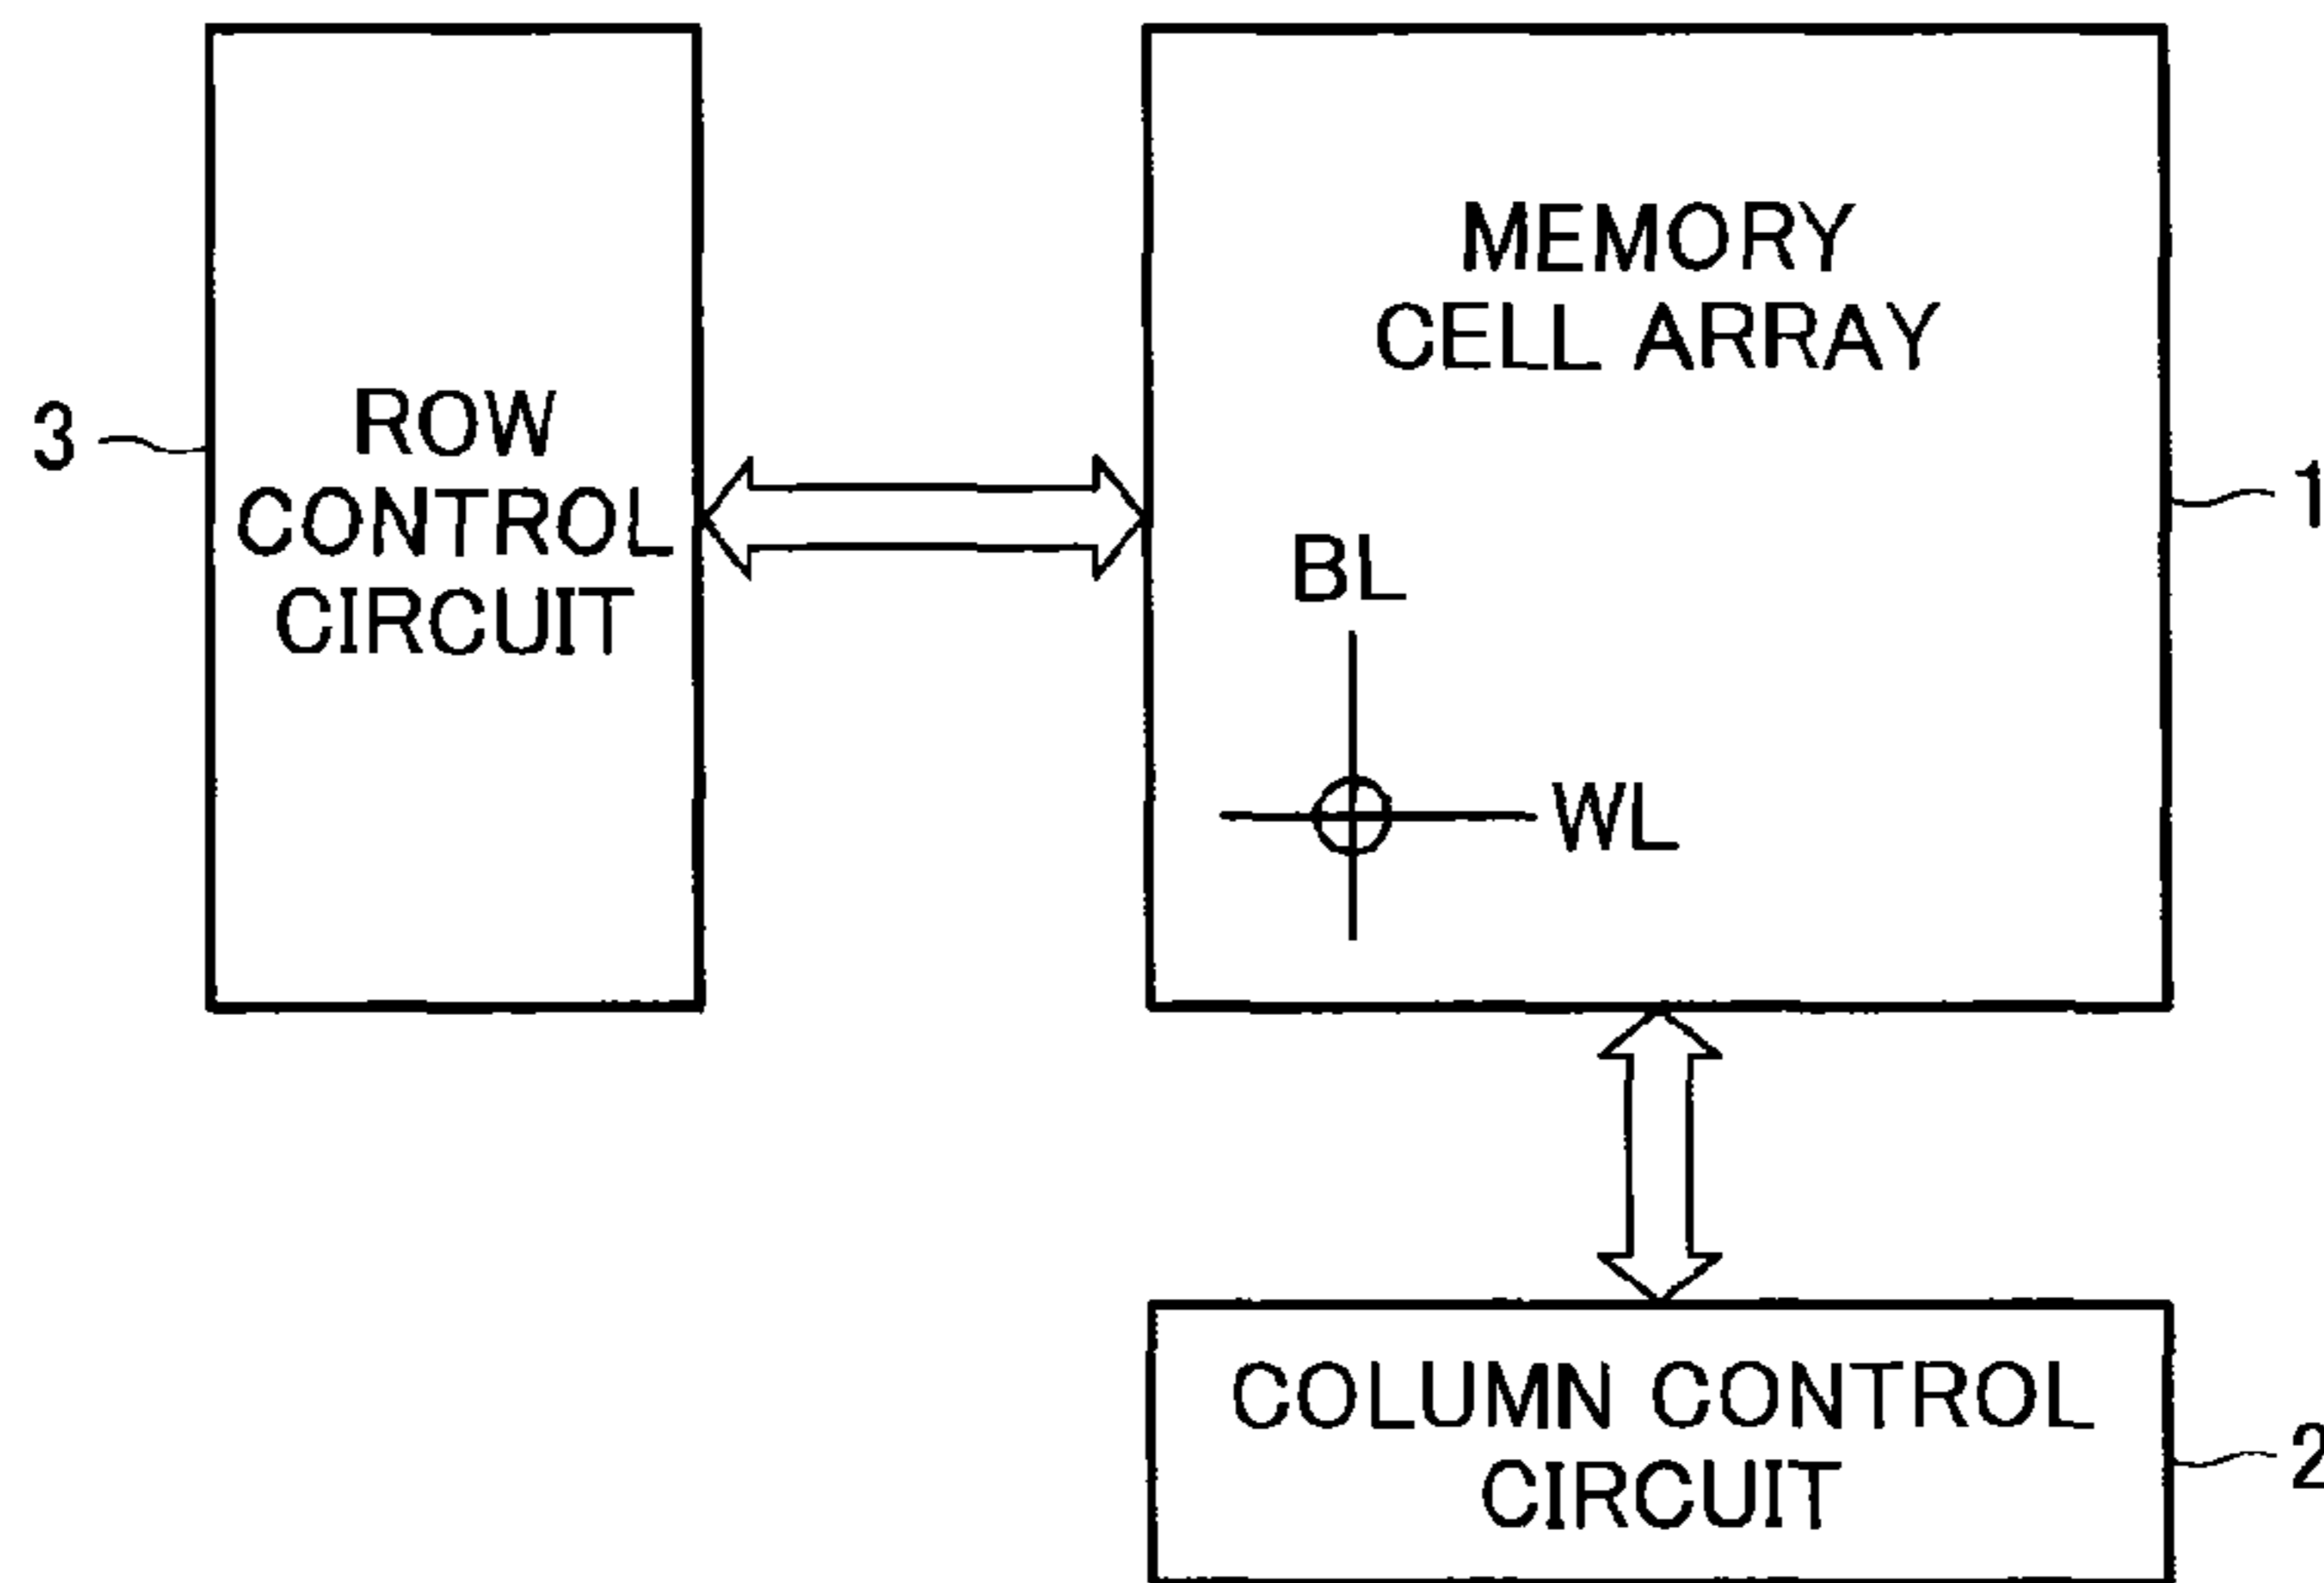 MEMORY
CELL ARRAY
1
3
ROW
CONTROL
CIRCUIT
BL
WL
COLUMN CONTROL
CIRCUIT
2